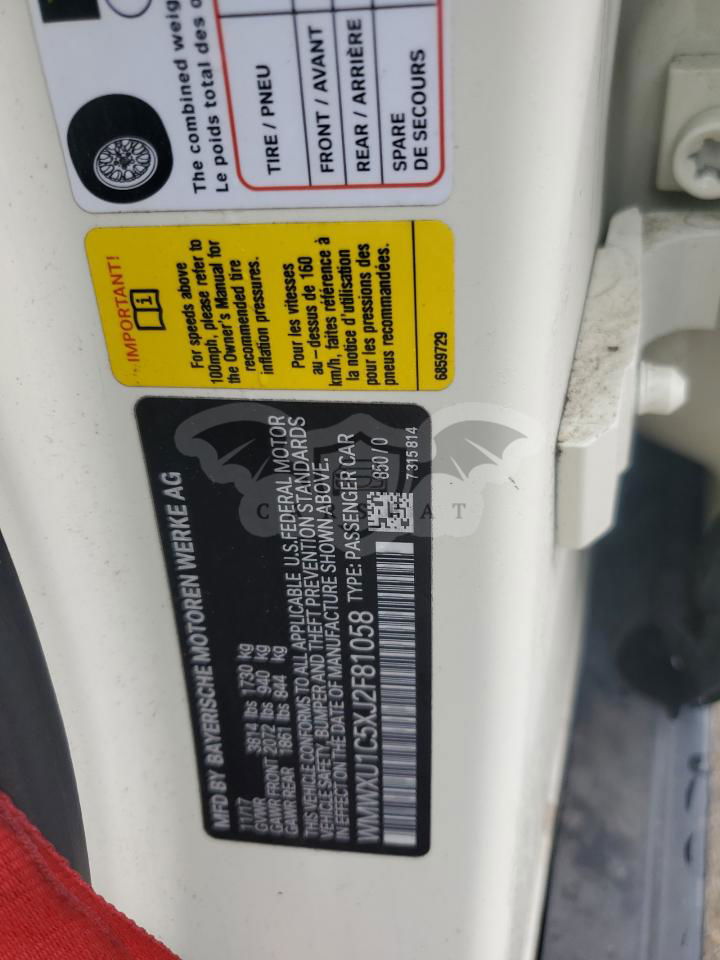 The combined weig
Le poids total des o
TIRE / PNEU
FRONT / AVANT
REAR / ARRIÈRE
SPARE
DE SECOURS
IMPORTANT!
i
For speeds above
100mph, please refer to
the Owner's Manual for
recommended tire
inflation pressures.
Pour les vitesses
au-dessus de 160
km/h, faites référence à
la notice d'utilisation
pour les pressions des
pneus recommandées.
6859729
MFD BY BAYERISCHE MOTOREN WERKE AG
11/17
GVWR 3814 lbs 1730 kg
GAWR FRONT 2072 lbs 940 kg
GAWR REAR 1861 lbs 844 kg
THIS VEHICLE CONFORMS TO ALL APPLICABLE U.S.FEDERAL MOTOR
VEHICLE SAFETY, BUMPER AND THEFT PREVENTION STANDARDS
IN EFFECT ON THE DATE OF MANUFACTURE SHOWN ABOVE.
WMWXU1C5XJ2F81058 TYPE: PASSENGER CAR
850 / 0
7315814